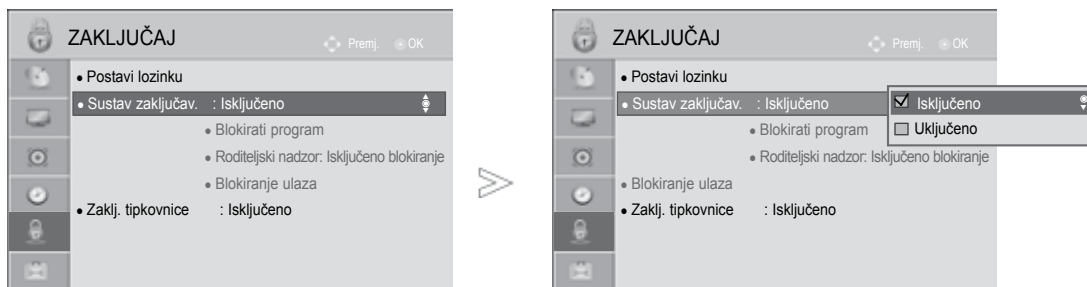 ZAKLJUČAJ
Premj. OK
• Postavi lozinku
• Sustav zaključav. : Isključeno
• Blokirati program
• Roditeljski nadzor: Isključeno blokiranje
• Blokiranje ulaza
• Zaklj. tipkovnice : Isključeno
ZAKLJUČAJ
Premj. OK
• Postavi lozinku
• Sustav zaključav. : Isključeno
• Blokirati program
• Roditeljski nadzor: Isključeno blokiranje
• Blokiranje ulaza
• Zaklj. tipkovnice : Isključeno
Isključeno
Uključeno